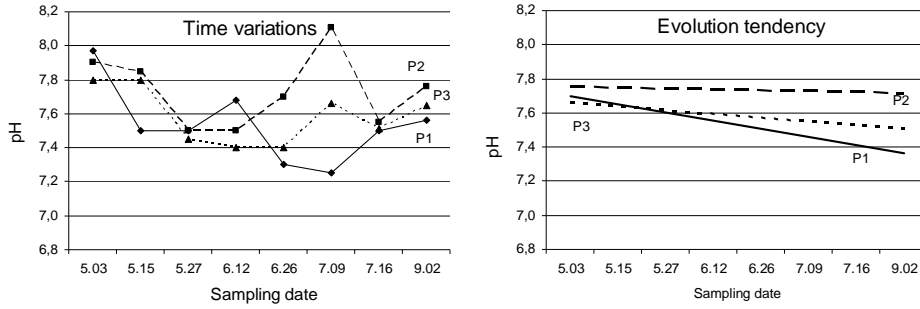 Time variations
8,2
8,0
7,8
7,6
7,4
7,2
7,0
6,8
pH
P2
P3
P1
5.03 5.15 5.27 6.12 6.26 7.09 7.16 9.02
Sampling date
Evolution tendency
8,2
8,0
7,8
7,6
7,4
7,2
7,0
6,8
pH
P2
P3
P1
5.03 5.15 5.27 6.12 6.26 7.09 7.16 9.02
Sampling date